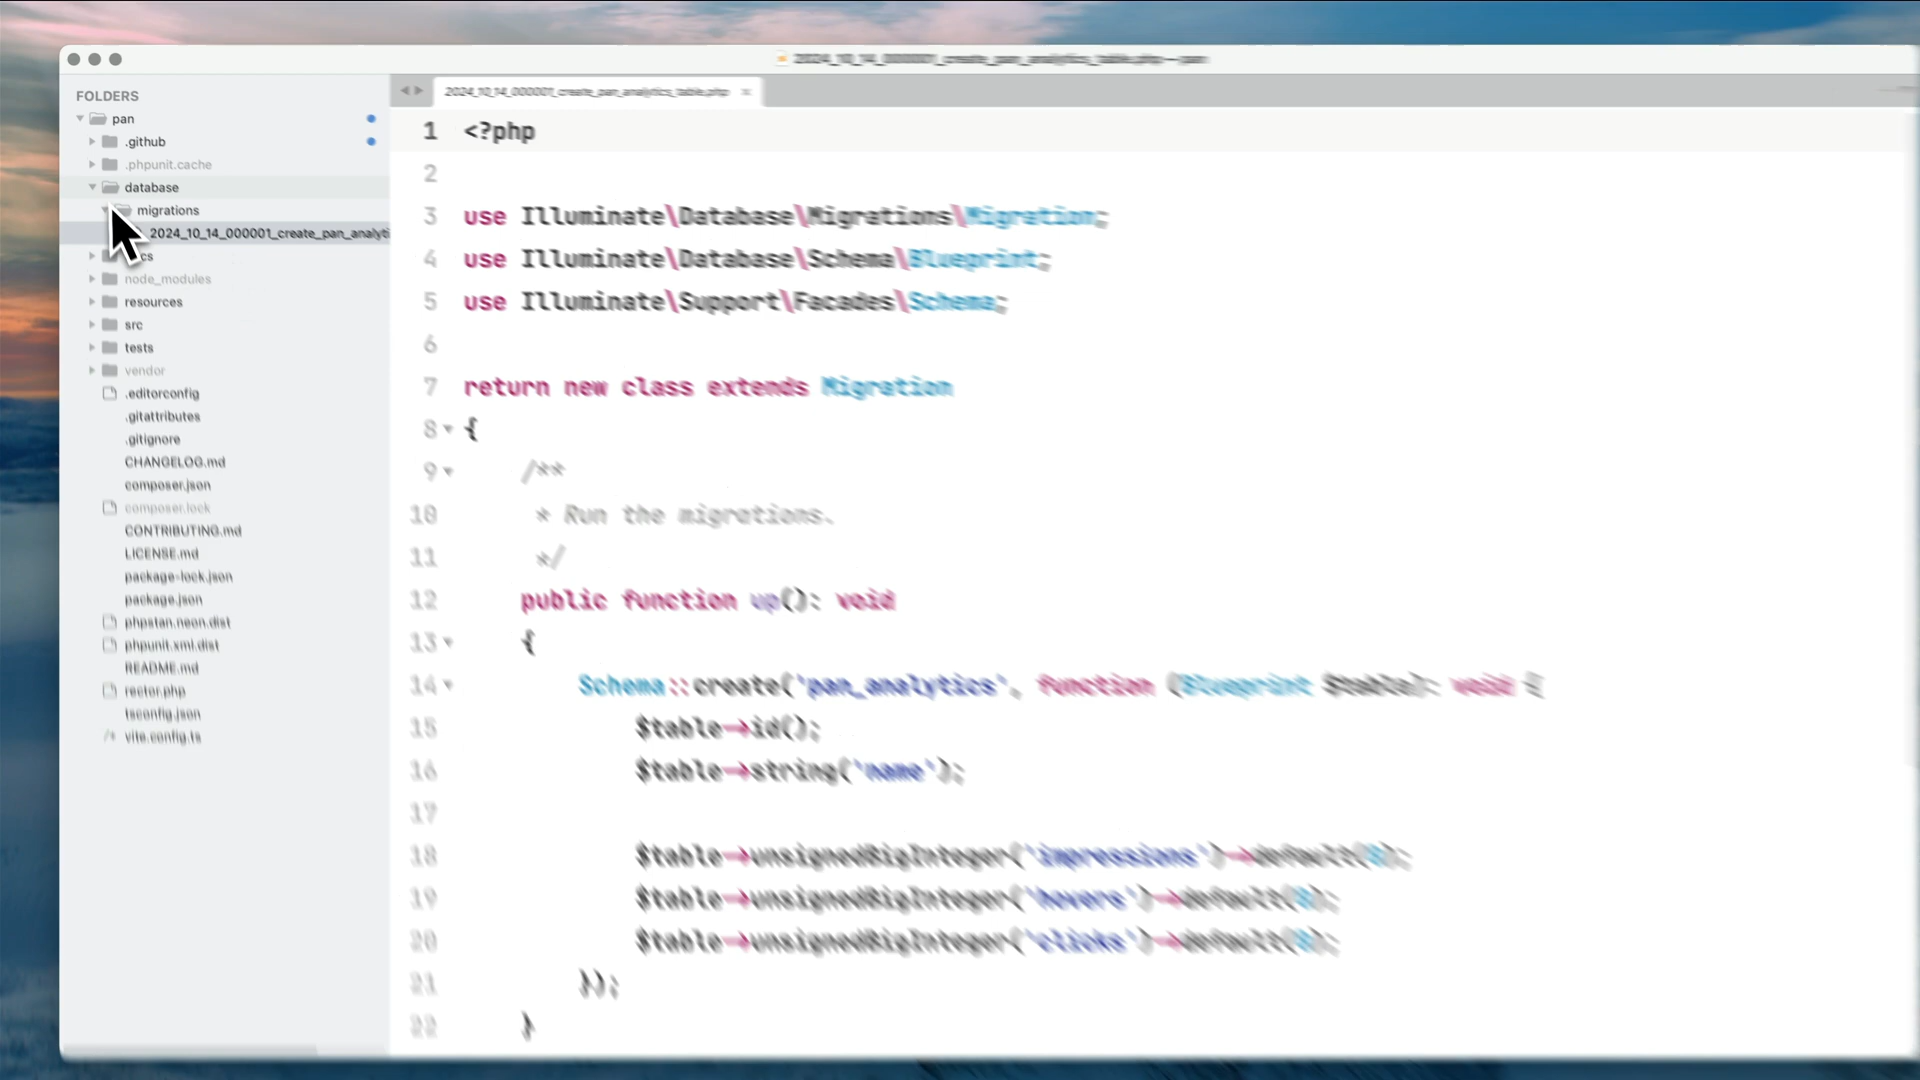 2024_10_14_000001_create_pan_analytics_table.php — pan
FOLDERS
pan
.github
.phpunit.cache
database
migrations
2024_10_14_000001_create_pan_analyti
cs
node_modules
resources
src
tests
vendor
.editorconfig
.gitattributes
.gitignore
CHANGELOG.md
composer.json
composer.lock
CONTRIBUTING.md
LICENSE.md
package-lock.json
package.json
phpstan.neon.dist
phpunit.xml.dist
README.md
rector.php
tsconfig.json
vite.config.ts
2024_10_14_000001_create_pan_analytics_table.php ×
1 <?php
2
3 use Illuminate\Database\Migrations\Migration;
4 use Illuminate\Database\Schema\Blueprint;
5 use Illuminate\Support\Facades\Schema;
6
7 return new class extends Migration
8 {
9 /**
10 * Run the migrations.
11 */
12 public function up(): void
13 {
14 Schema::create('pan_analytics', function (Blueprint $table): void {
15 $table->id();
16 $table->string('name');
17
18 $table->unsignedBigInteger('impressions')->default(0);
19 $table->unsignedBigInteger('hovers')->default(0);
20 $table->unsignedBigInteger('clicks')->default(0);
21 });
22 }